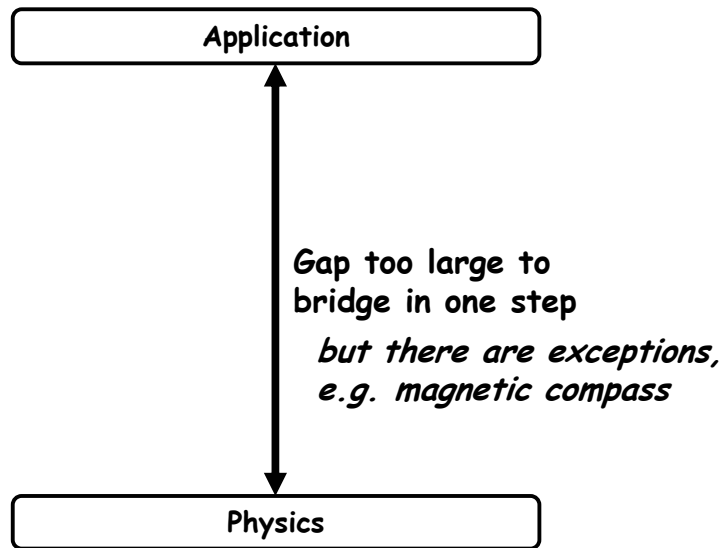 Application
Gap too large to
bridge in one step
but there are exceptions,
e.g. magnetic compass
Physics